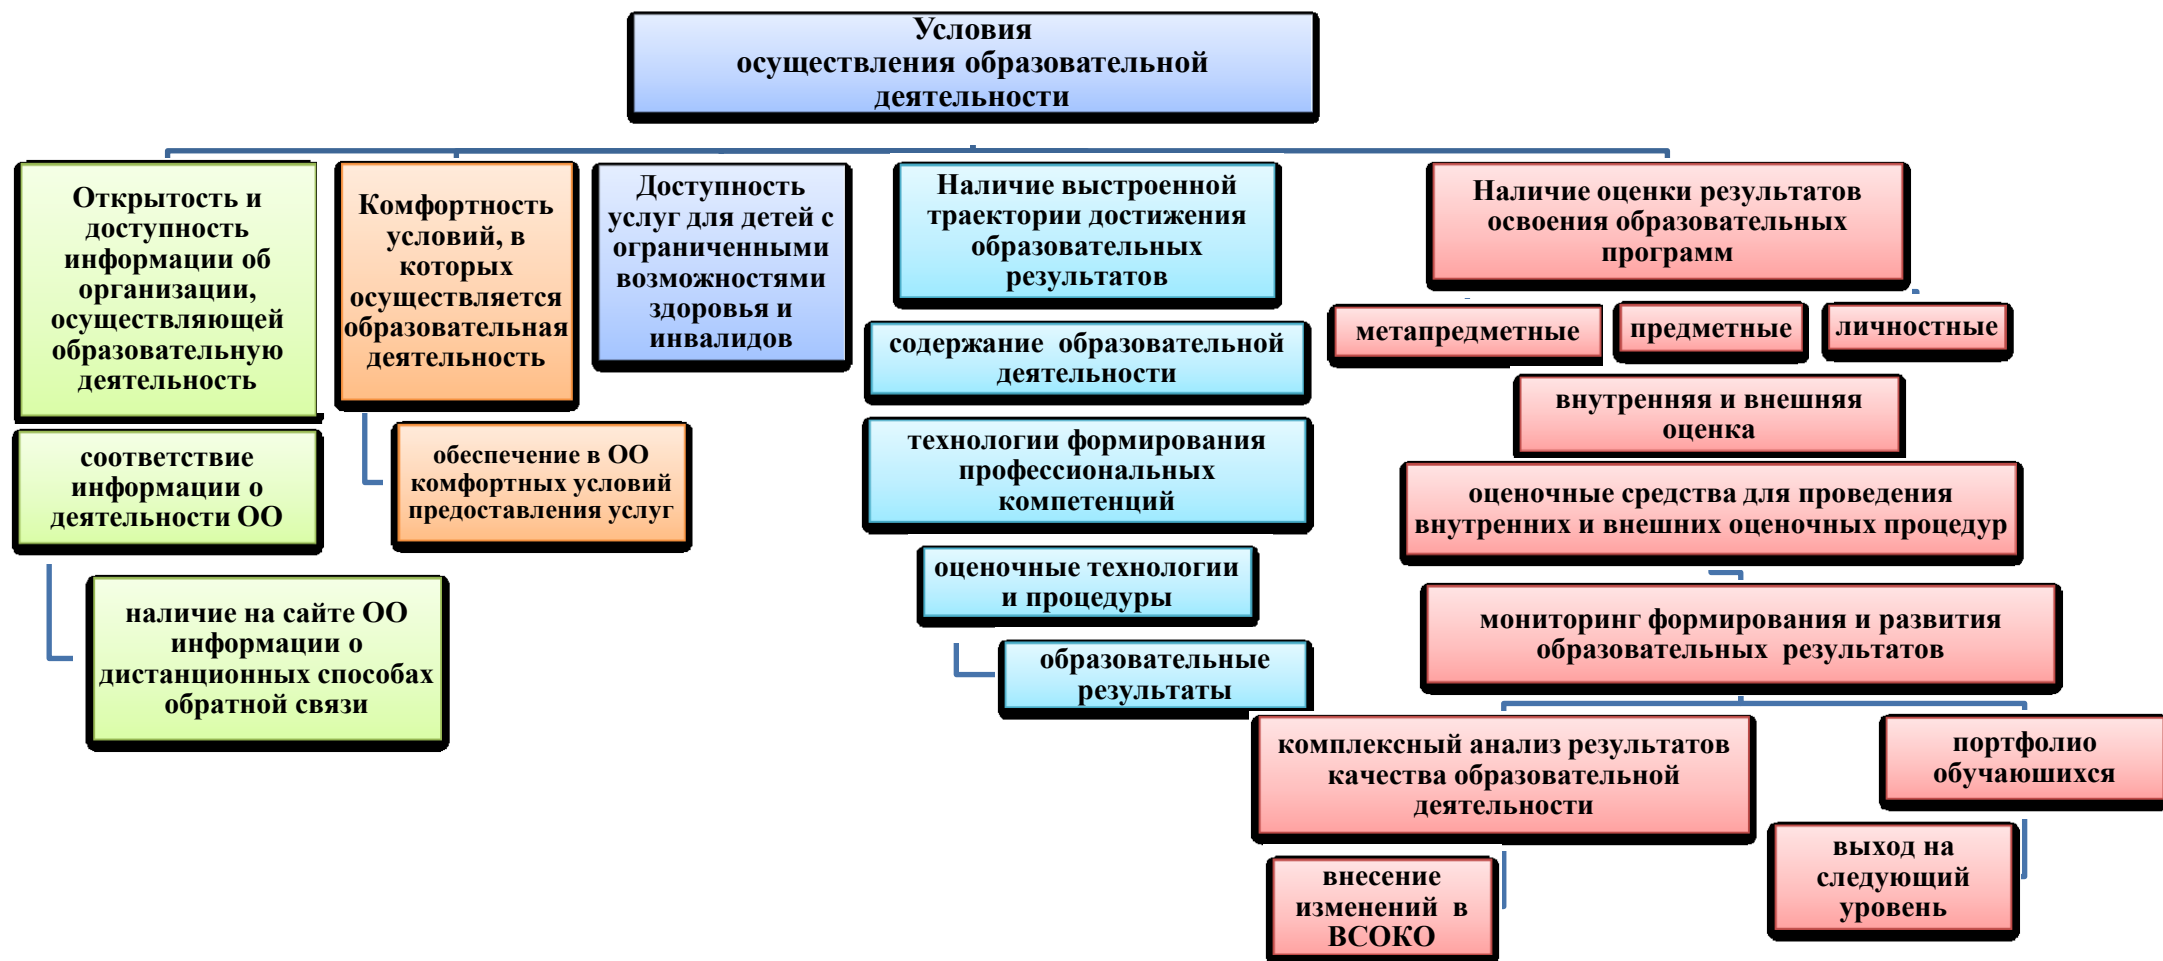 Условия
осуществления образовательной
деятельности
Открытость и
доступность
информации об
организации,
осуществляющей
образовательную
деятельность
соответствие
информации о
деятельности ОО
наличие на сайте ОО
информации о
дистанционных способах
обратной связи
Комфортность
условий, в
которых
осуществляется
образовательная
деятельность
обеспечение в ОО
комфортных условий
предоставления услуг
Доступность
услуг для детей с
ограниченными
возможностями
здоровья и
инвалидов
Наличие выстроенной
траектории достижения
образовательных
результатов
содержание образовательной
деятельности
технологии формирования
профессиональных
компетенций
оценочные технологии
и процедуры
образовательные
результаты
Наличие оценки результатов
освоения образовательных
программ
метапредметные
предметные
личностные
внутренняя и внешняя
оценка
оценочные средства для проведения
внутренних и внешних оценочных процедур
мониторинг формирования и развития
образовательных результатов
комплексный анализ результатов
качества образовательной
деятельности
внесение
изменений в
ВСОКО
портфолио
обучаюшихся
выход на
следующий
уровень